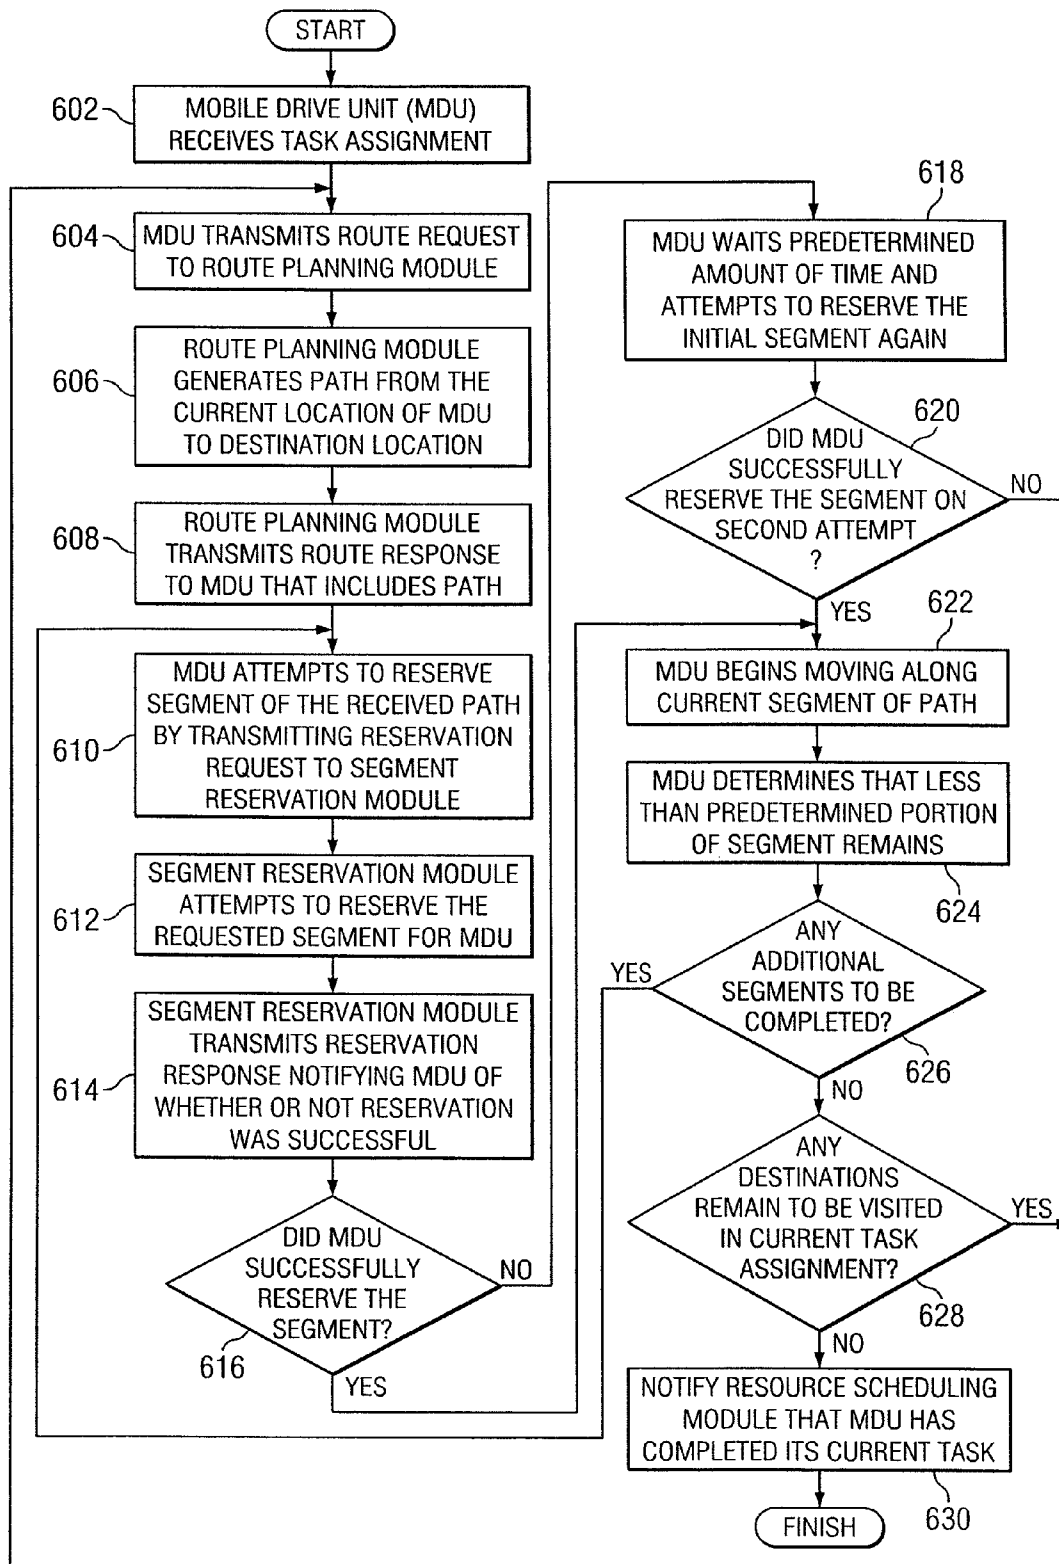 START
602
MOBILE DRIVE UNIT (MDU)
RECEIVES TASK ASSIGNMENT
604
MDU TRANSMITS ROUTE REQUEST
TO ROUTE PLANNING MODULE
606
ROUTE PLANNING MODULE
GENERATES PATH FROM THE
CURRENT LOCATION OF MDU
TO DESTINATION LOCATION
608
ROUTE PLANNING MODULE
TRANSMITS ROUTE RESPONSE
TO MDU THAT INCLUDES PATH
610
MDU ATTEMPTS TO RESERVE
SEGMENT OF THE RECEIVED PATH
BY TRANSMITTING RESERVATION
REQUEST TO SEGMENT
RESERVATION MODULE
612
SEGMENT RESERVATION MODULE
ATTEMPTS TO RESERVE THE
REQUESTED SEGMENT FOR MDU
614
SEGMENT RESERVATION MODULE
TRANSMITS RESERVATION
RESPONSE NOTIFYING MDU OF
WHETHER OR NOT RESERVATION
WAS SUCCESSFUL
DID MDU
SUCCESSFULLY
RESERVE THE
SEGMENT?
616
NO
YES
618
MDU WAITS PREDETERMINED
AMOUNT OF TIME AND
ATTEMPTS TO RESERVE THE
INITIAL SEGMENT AGAIN
620
DID MDU
SUCCESSFULLY
RESERVE THE SEGMENT ON
SECOND ATTEMPT
?
NO
YES
622
MDU BEGINS MOVING ALONG
CURRENT SEGMENT OF PATH
MDU DETERMINES THAT LESS
THAN PREDETERMINED PORTION
OF SEGMENT REMAINS
624
ANY
ADDITIONAL
SEGMENTS TO BE
COMPLETED?
YES
626
NO
ANY
DESTINATIONS
REMAIN TO BE VISITED
IN CURRENT TASK
ASSIGNMENT?
YES
628
NO
NOTIFY RESOURCE SCHEDULING
MODULE THAT MDU HAS
COMPLETED ITS CURRENT TASK
630
FINISH